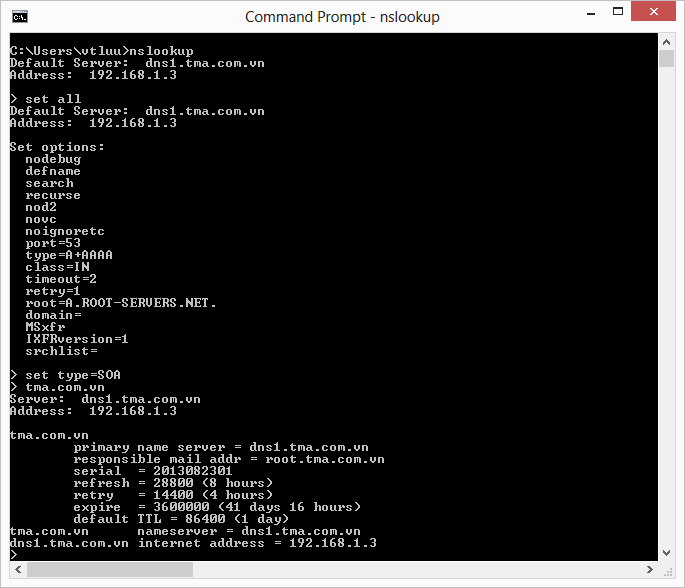 Command Prompt - nslookup
C:\Users\vtluu>nslookup
Default Server:  dns1.tma.com.vn
Address:  192.168.1.3
> set all
Default Server:  dns1.tma.com.vn
Address:  192.168.1.3
Set options:
  nodebug
  defname
  search
  recurse
  nod2
  novc
  noignoretc
  port=53
  type=A+AAAA
  class=IN
  timeout=2
  retry=1
  root=A.ROOT-SERVERS.NET.
  domain=
  MSxfr
  IXFRversion=1
  srchlist=
> set type=SOA
> tma.com.vn
Server:  dns1.tma.com.vn
Address:  192.168.1.3
tma.com.vn
        primary name server = dns1.tma.com.vn
        responsible mail addr = root.tma.com.vn
        serial  = 2013082301
        refresh = 28800 (8 hours)
        retry   = 14400 (4 hours)
        expire  = 3600000 (41 days 16 hours)
        default TTL = 86400 (1 day)
tma.com.vn      nameserver = dns1.tma.com.vn
dns1.tma.com.vn internet address = 192.168.1.3
>